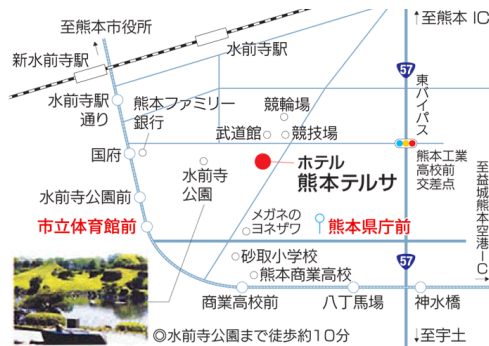 至熊本市役所
↑至熊本IC
水前寺駅
新水前寺駅
57
東バイパス
水前寺駅
通り
熊本ファミリー
銀行
競輪場
武道館
競技場
国府
水前寺
公園
ホテル
熊本テルサ
熊本工業
高校前
交差点
至益城熊本空港IC
水前寺公園前
市立体育館前
メガネの
ヨネザワ
熊本県庁前
砂取小学校
熊本商業高校
57
商業高校前
八丁馬場
神水橋
◎水前寺公園まで徒歩約10分
↓至宇土